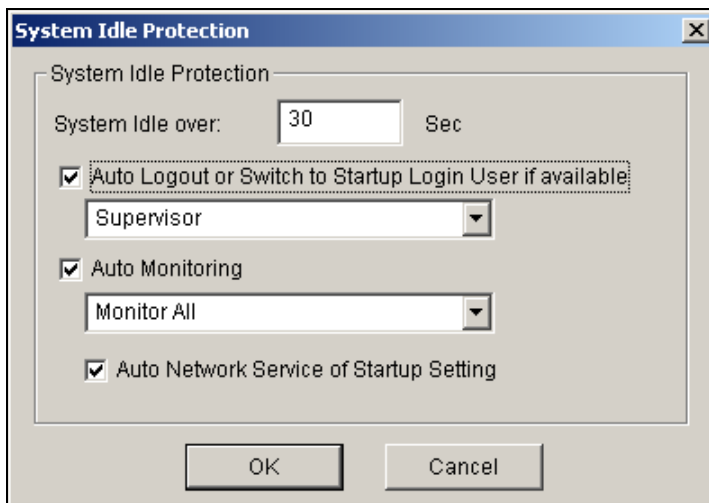 System Idle Protection
System Idle Protection
System Idle over: 30 Sec
Auto Logout or Switch to Startup Login User if available
Supervisor
Auto Monitoring
Monitor All
Auto Network Service of Startup Setting
OK Cancel